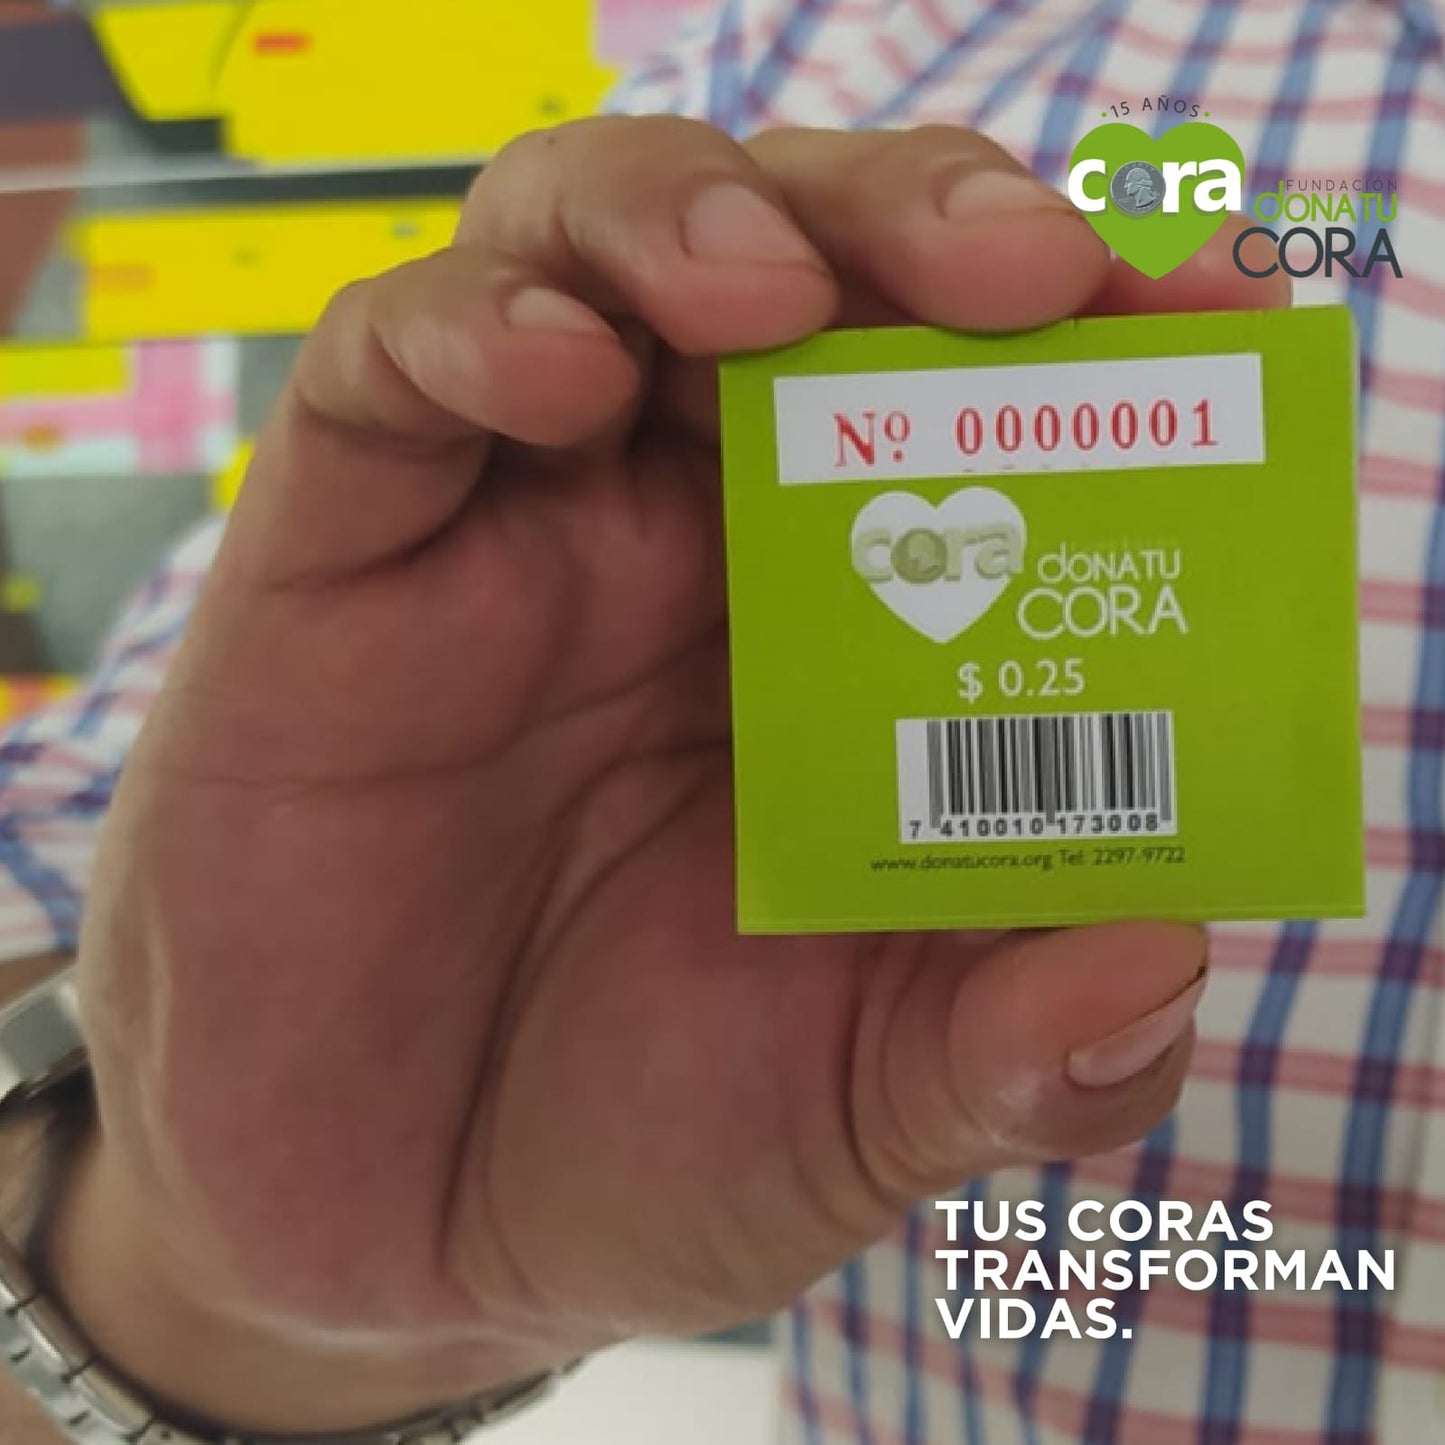 ·15 AÑOS·
cora
FUNDACIÓN
dONATU
CORA
Nº. 0000001
cora
dONATU
CORA
$ 0.25
7 410010 173008
www.donatucora.org Tel: 2297-9722
TUS CORAS
TRANSFORMAN
VIDAS.